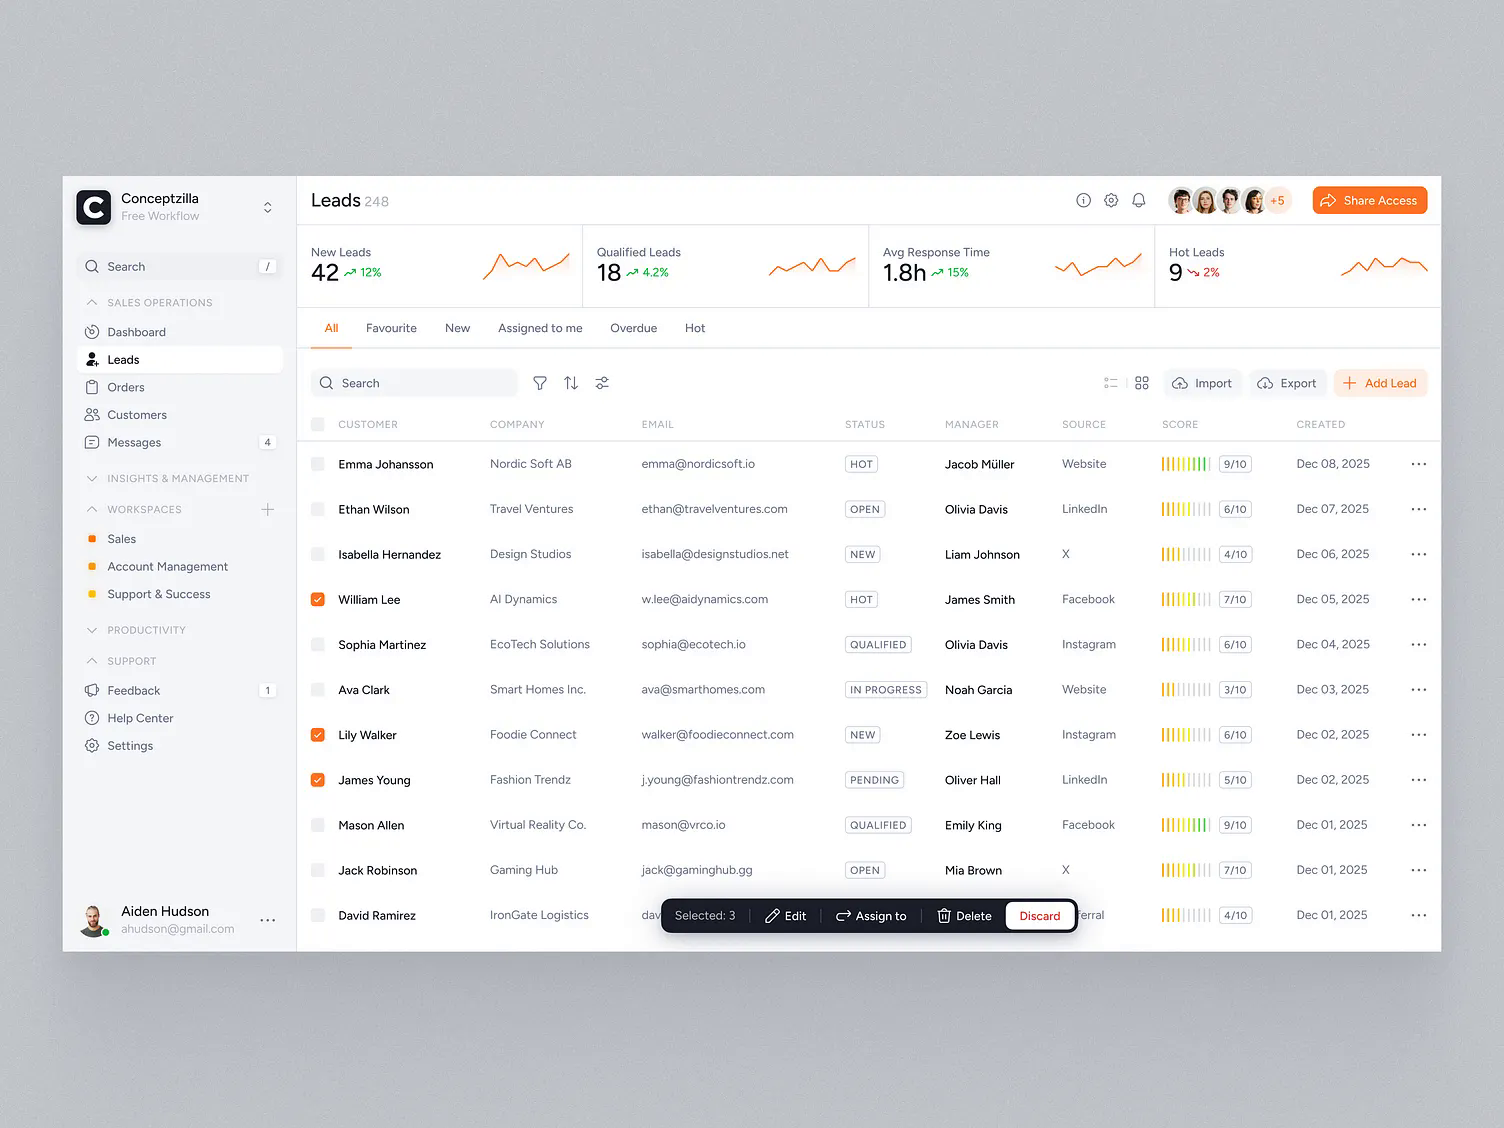 C
Conceptzilla
Free Workflow
Search /
SALES OPERATIONS
Dashboard
Leads
Orders
Customers
Messages 4
INSIGHTS & MANAGEMENT
WORKSPACES
Sales
Account Management
Support & Success
PRODUCTIVITY
SUPPORT
Feedback 1
Help Center
Settings
Aiden Hudson
ahudson@gmail.com
Leads 248
+5
Share Access
New Leads
42 12%
Qualified Leads
18 4.2%
Avg Response Time
1.8h 15%
Hot Leads
9 2%
All Favourite New Assigned to me Overdue Hot
Search Import Export Add Lead
CUSTOMER COMPANY EMAIL STATUS MANAGER SOURCE SCORE CREATED
Emma Johansson Nordic Soft AB emma@nordicsoft.io HOT Jacob Müller Website 9/10 Dec 08, 2025
Ethan Wilson Travel Ventures ethan@travelventures.com OPEN Olivia Davis LinkedIn 6/10 Dec 07, 2025
Isabella Hernandez Design Studios isabella@designstudios.net NEW Liam Johnson X 4/10 Dec 06, 2025
William Lee AI Dynamics w.lee@aidynamics.com HOT James Smith Facebook 7/10 Dec 05, 2025
Sophia Martinez EcoTech Solutions sophia@ecotech.io QUALIFIED Olivia Davis Instagram 6/10 Dec 04, 2025
Ava Clark Smart Homes Inc. ava@smarthomes.com IN PROGRESS Noah Garcia Website 3/10 Dec 03, 2025
Lily Walker Foodie Connect walker@foodieconnect.com NEW Zoe Lewis Instagram 6/10 Dec 02, 2025
James Young Fashion Trendz j.young@fashiontrendz.com PENDING Oliver Hall LinkedIn 5/10 Dec 02, 2025
Mason Allen Virtual Reality Co. mason@vrco.io QUALIFIED Emily King Facebook 9/10 Dec 01, 2025
Jack Robinson Gaming Hub jack@gaminghub.gg OPEN Mia Brown X 7/10 Dec 01, 2025
David Ramirez IronGate Logistics 4/10 Dec 01, 2025
Selected: 3 Edit Assign to Delete Discard